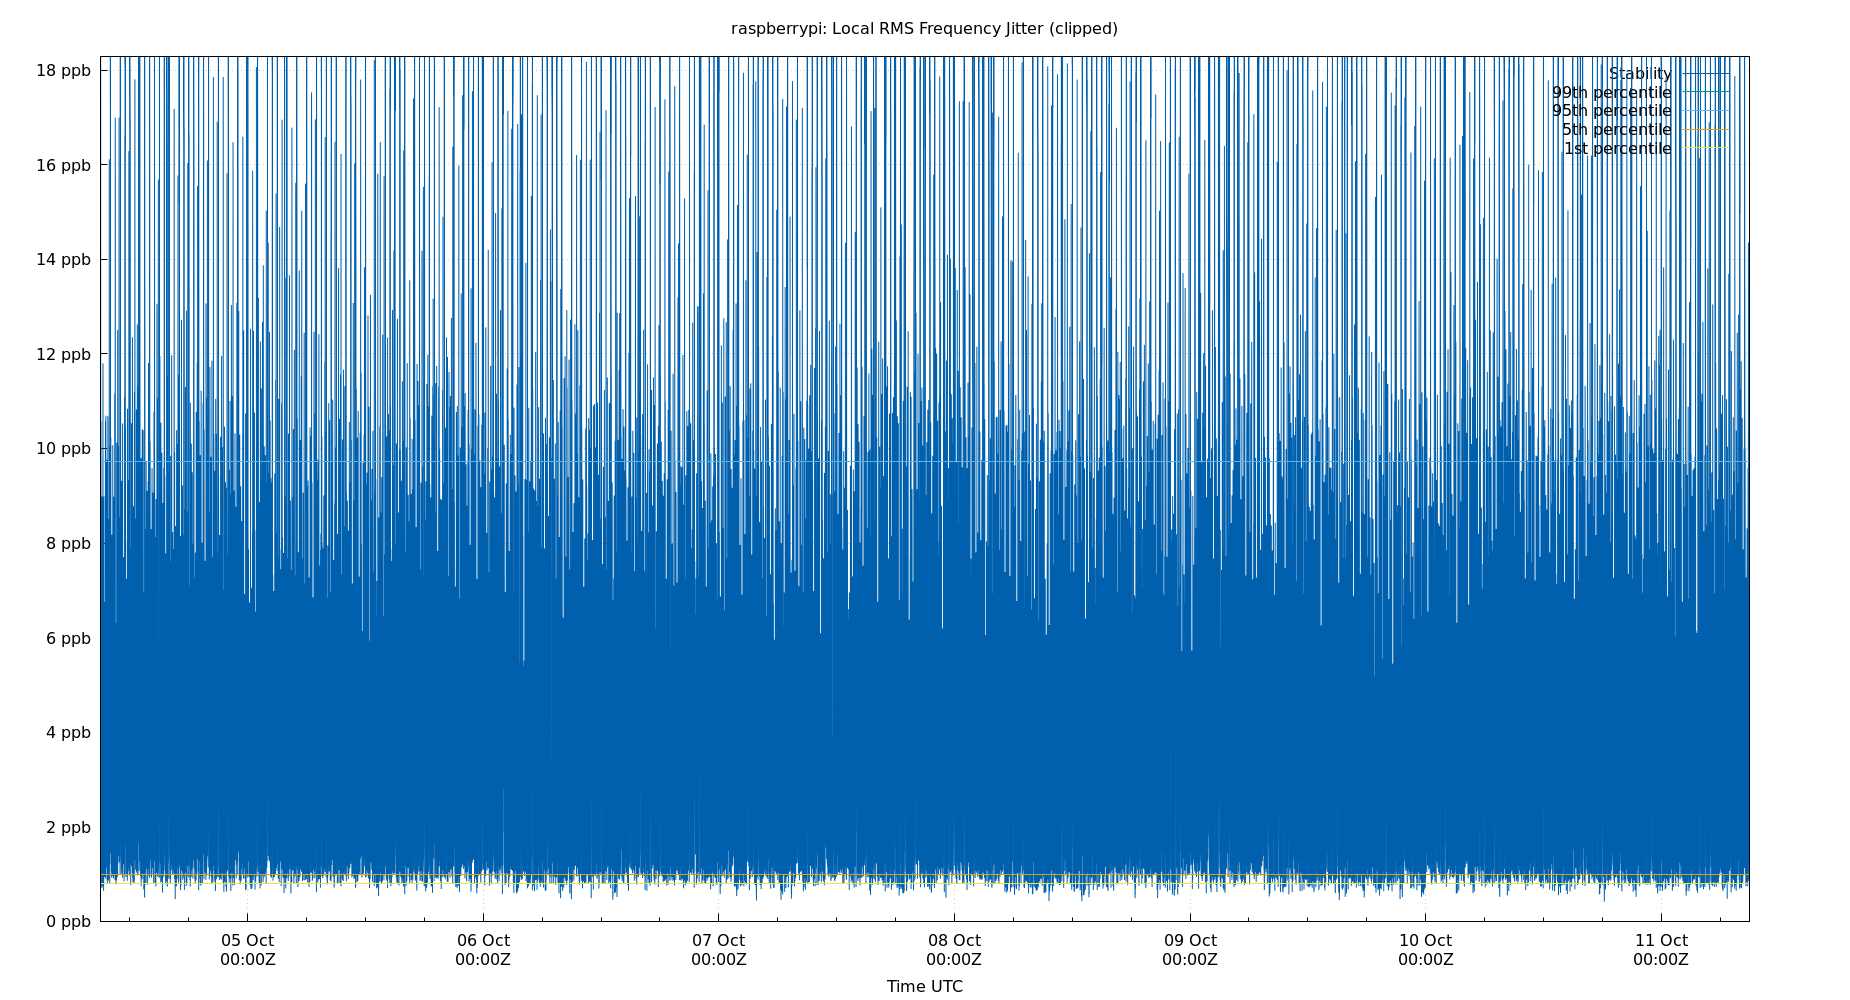 raspberrypi: Local RMS Frequency Jitter (clipped)
18 ppb
16 ppb
14 ppb
12 ppb
10 ppb
8 ppb
6 ppb
4 ppb
2 ppb
0 ppb
Stability
99th percentile
95th percentile
5th percentile
1st percentile
05 Oct 06 Oct 07 Oct 08 Oct 09 Oct 10 Oct 11 Oct
00:00Z 00:00Z 00:00Z 00:00Z 00:00Z 00:00Z 00:00Z
Time UTC